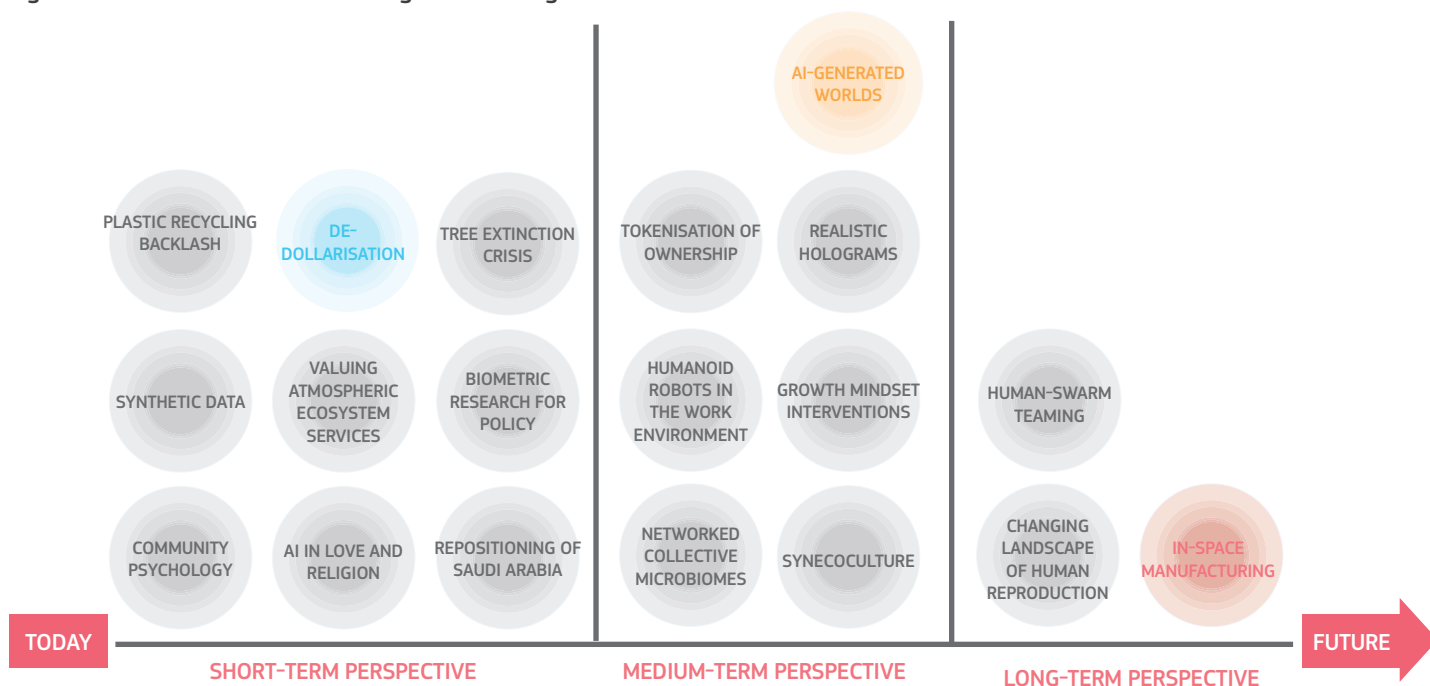 AI-GENERATED
WORLDS
PLASTIC RECYCLING
BACKLASH
DE-
DOLLARISATION
TREE EXTINCTION
CRISIS
TOKENISATION OF
OWNERSHIP
REALISTIC
HOLOGRAMS
SYNTHETIC DATA
VALUING
ATMOSPHERIC
ECOSYSTEM
SERVICES
BIOMETRIC
RESEARCH FOR
POLICY
HUMANOID
ROBOTS IN
THE WORK
ENVIRONMENT
GROWTH MINDSET
INTERVENTIONS
HUMAN-SWARM
TEAMING
COMMUNITY
PSYCHOLOGY
AI IN LOVE AND
RELIGION
REPOSITIONING OF
SAUDI ARABIA
NETWORKED
COLLECTIVE
MICROBIOMES
SYNECOCULTURE
CHANGING
LANDSCAPE
OF HUMAN
REPRODUCTION
IN-SPACE
MANUFACTURING
TODAY
FUTURE
SHORT-TERM PERSPECTIVE
MEDIUM-TERM PERSPECTIVE
LONG-TERM PERSPECTIVE